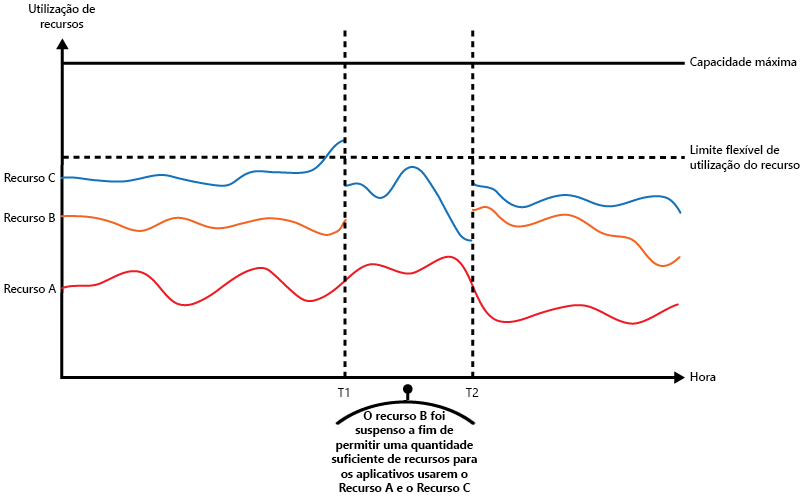 Utilização de
recursos
Capacidade máxima
Limite flexível de
utilização do recurso
Recurso C
Recurso B
Recurso A
Hora
T1
T2
O recurso B foi
suspenso a fim de
permitir uma quantidade
suficiente de recursos para
os aplicativos usarem o
Recurso A e o Recurso C